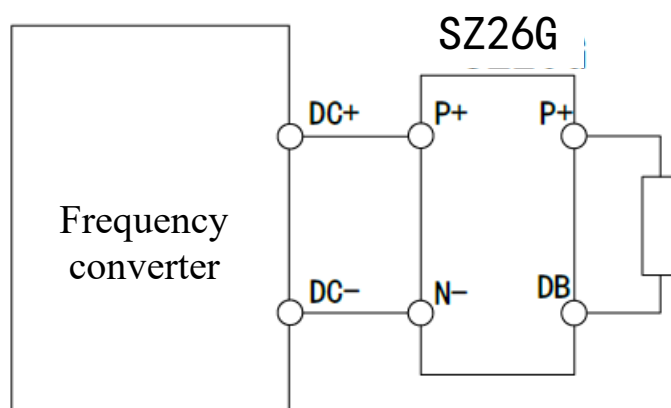 SZ26G
DC+ P+ P+
Frequency
converter
DC- N- DB